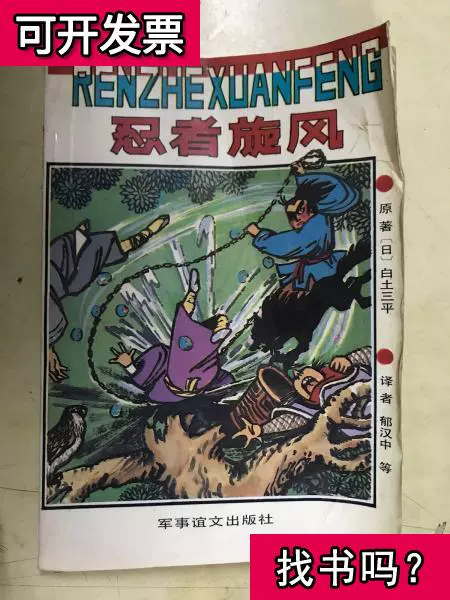 可开发票
RENZHEXUANFENG
忍者旋风
原著〔日〕白土三平
译者 郁汉中 等
军事谊文出版社
找书吗？